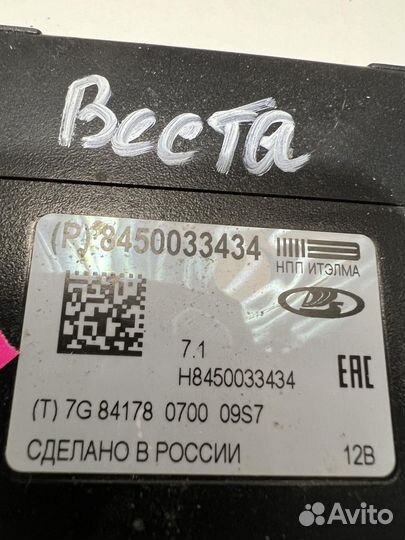 Веста
(P) 8450033434
НПП ИТЭЛМА
7.1
H8450033434
EAC
(T) 7G 84178 0700 09S7
СДЕЛАНО В РОССИИ
12В
Avito